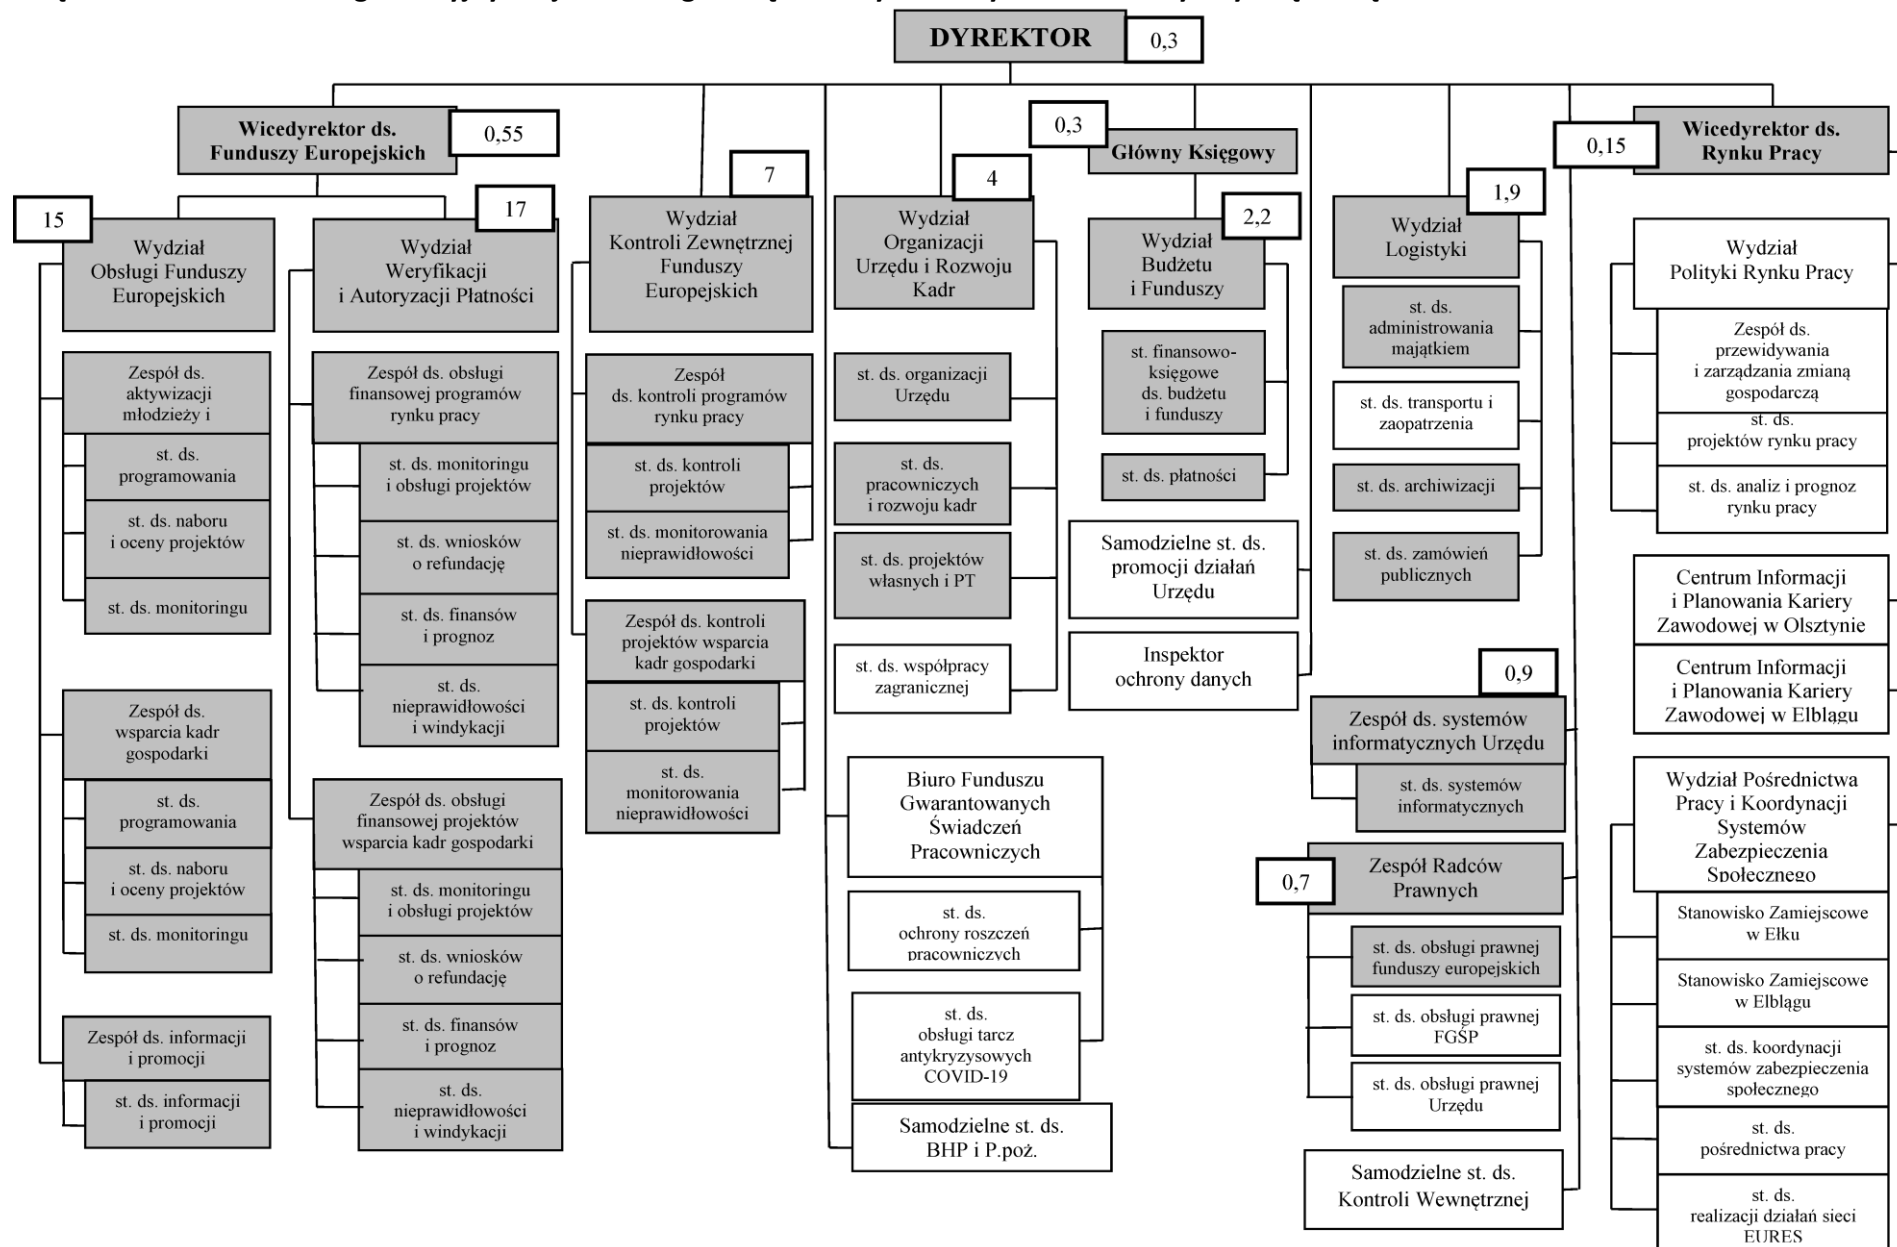 DYREKTOR
0,3
Wicedyrektor ds.
Funduszy Europejskich
0,55
15
Wydział
Obsługi Funduszy
Europejskich
Zespół ds.
aktywizacji
młodzieży i
st. ds.
programowania
st. ds. naboru
i oceny projektów
st. ds. monitoringu
Zespół ds.
wsparcia kadr
gospodarki
st. ds.
programowania
st. ds. naboru
i oceny projektów
st. ds. monitoringu
Zespół ds. informacji
i promocji
st. ds. informacji
i promocji
17
Wydział
Weryfikacji
i Autoryzacji Płatności
Zespół ds. obsługi
finansowej programów
rynku pracy
st. ds. monitoringu
i obsługi projektów
st. ds. wniosków
o refundację
st. ds. finansów
i prognoz
st. ds.
nieprawidłowości
i windykacji
Zespół ds. obsługi
finansowej projektów
wsparcia kadr gospodarki
st. ds. monitoringu
i obsługi projektów
st. ds. wniosków
o refundację
st. ds. finansów
i prognoz
st. ds.
nieprawidłowości
i windykacji
7
Wydział
Kontroli Zewnętrznej
Funduszy
Europejskich
Zespół
ds. kontroli programów
rynku pracy
st. ds. kontroli
projektów
st. ds. monitorowania
nieprawidłowości
Zespół ds. kontroli
projektów wsparcia
kadr gospodarki
st. ds. kontroli
projektów
st. ds.
monitorowania
nieprawidłowości
4
Wydział
Organizacji
Urzędu i Rozwoju
Kadr
st. ds. organizacji
Urzędu
st. ds.
pracowniczych
i rozwoju kadr
st. ds. projektów
własnych i PT
st. ds. współpracy
zagranicznej
Biuro Funduszu
Gwarantowanych
Świadczeń
Pracowniczych
st. ds.
ochrony roszczeń
pracowniczych
st. ds.
obsługi tarcz
antykryzysowych
COVID-19
Samodzielne st. ds.
BHP i P.poż.
0,3
Główny Księgowy
2,2
Wydział
Budżetu
i Funduszy
st. finansowo-
księgowe
ds. budżetu
i funduszy
st. ds. płatności
Samodzielne st. ds.
promocji działań
Urzędu
Inspektor
ochrony danych
1,9
Wydział
Logistyki
st. ds.
administrowania
majątkiem
st. ds. transportu i
zaopatrzenia
st. ds. archiwizacji
st. ds. zamówień
publicznych
0,9
Zespół ds. systemów
informatycznych Urzędu
st. ds. systemów
informatycznych
0,7
Zespół Radców
Prawnych
st. ds. obsługi prawnej
funduszy europejskich
st. ds. obsługi prawnej
FGŚP
st. ds. obsługi prawnej
Urzędu
Samodzielne st. ds.
Kontroli Wewnętrznej
0,15
Wicedyrektor ds.
Rynku Pracy
Wydział
Polityki Rynku Pracy
Zespół ds.
przewidywania
i zarządzania zmianą
gospodarczą
st. ds.
projektów rynku pracy
st. ds. analiz i prognoz
rynku pracy
Centrum Informacji
i Planowania Kariery
Zawodowej w Olsztynie
Centrum Informacji
i Planowania Kariery
Zawodowej w Elblągu
Wydział Pośrednictwa
Pracy i Koordynacji
Systemów
Zabezpieczenia
Społecznego
Stanowisko Zamiejscowe
w Ełku
Stanowisko Zamiejscowe
w Elblągu
st. ds. koordynacji
systemów zabezpieczenia
społecznego
st. ds.
pośrednictwa pracy
st. ds.
realizacji działań sieci
EURES